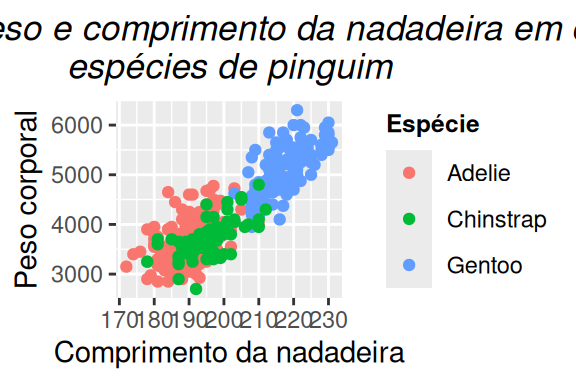 eso e comprimento da nadadeira em
espécies de pinguim
Peso corporal
6000
5000
4000
3000
170 180 190 200 210 220 230
Comprimento da nadadeira
Espécie
Adelie
Chinstrap
Gentoo